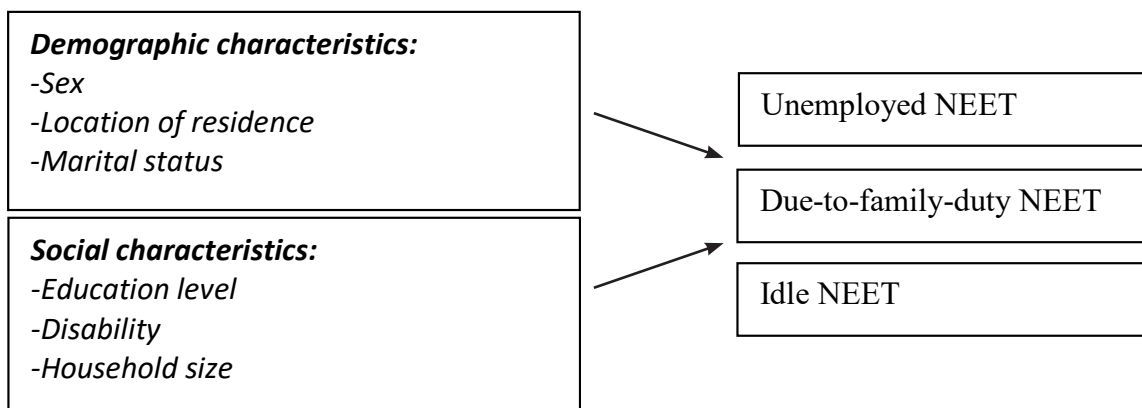 Demographic characteristics:
-Sex
-Location of residence
-Marital status
Social characteristics:
-Education level
-Disability
-Household size
Unemployed NEET
Due-to-family-duty NEET
Idle NEET